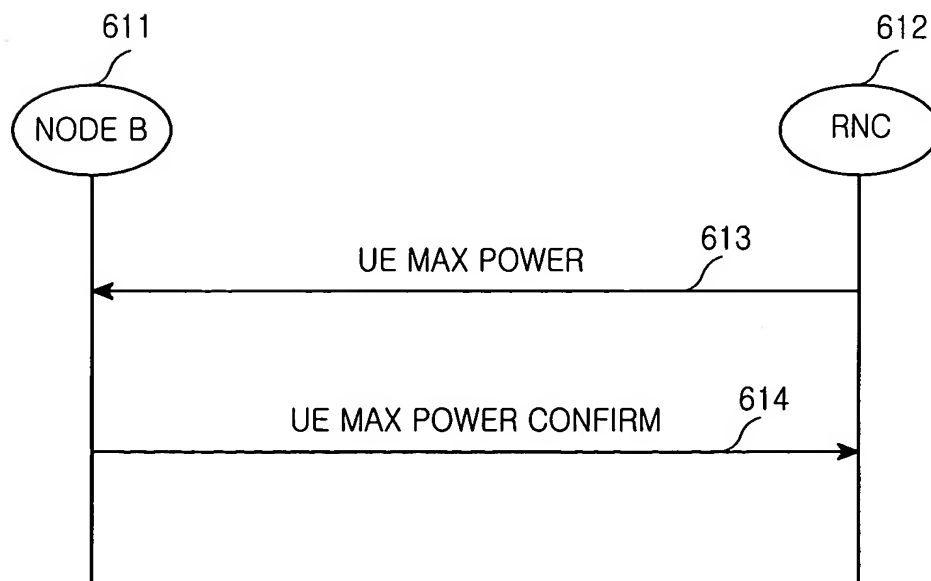 611
612
NODE B
RNC
UE MAX POWER
613
UE MAX POWER CONFIRM
614